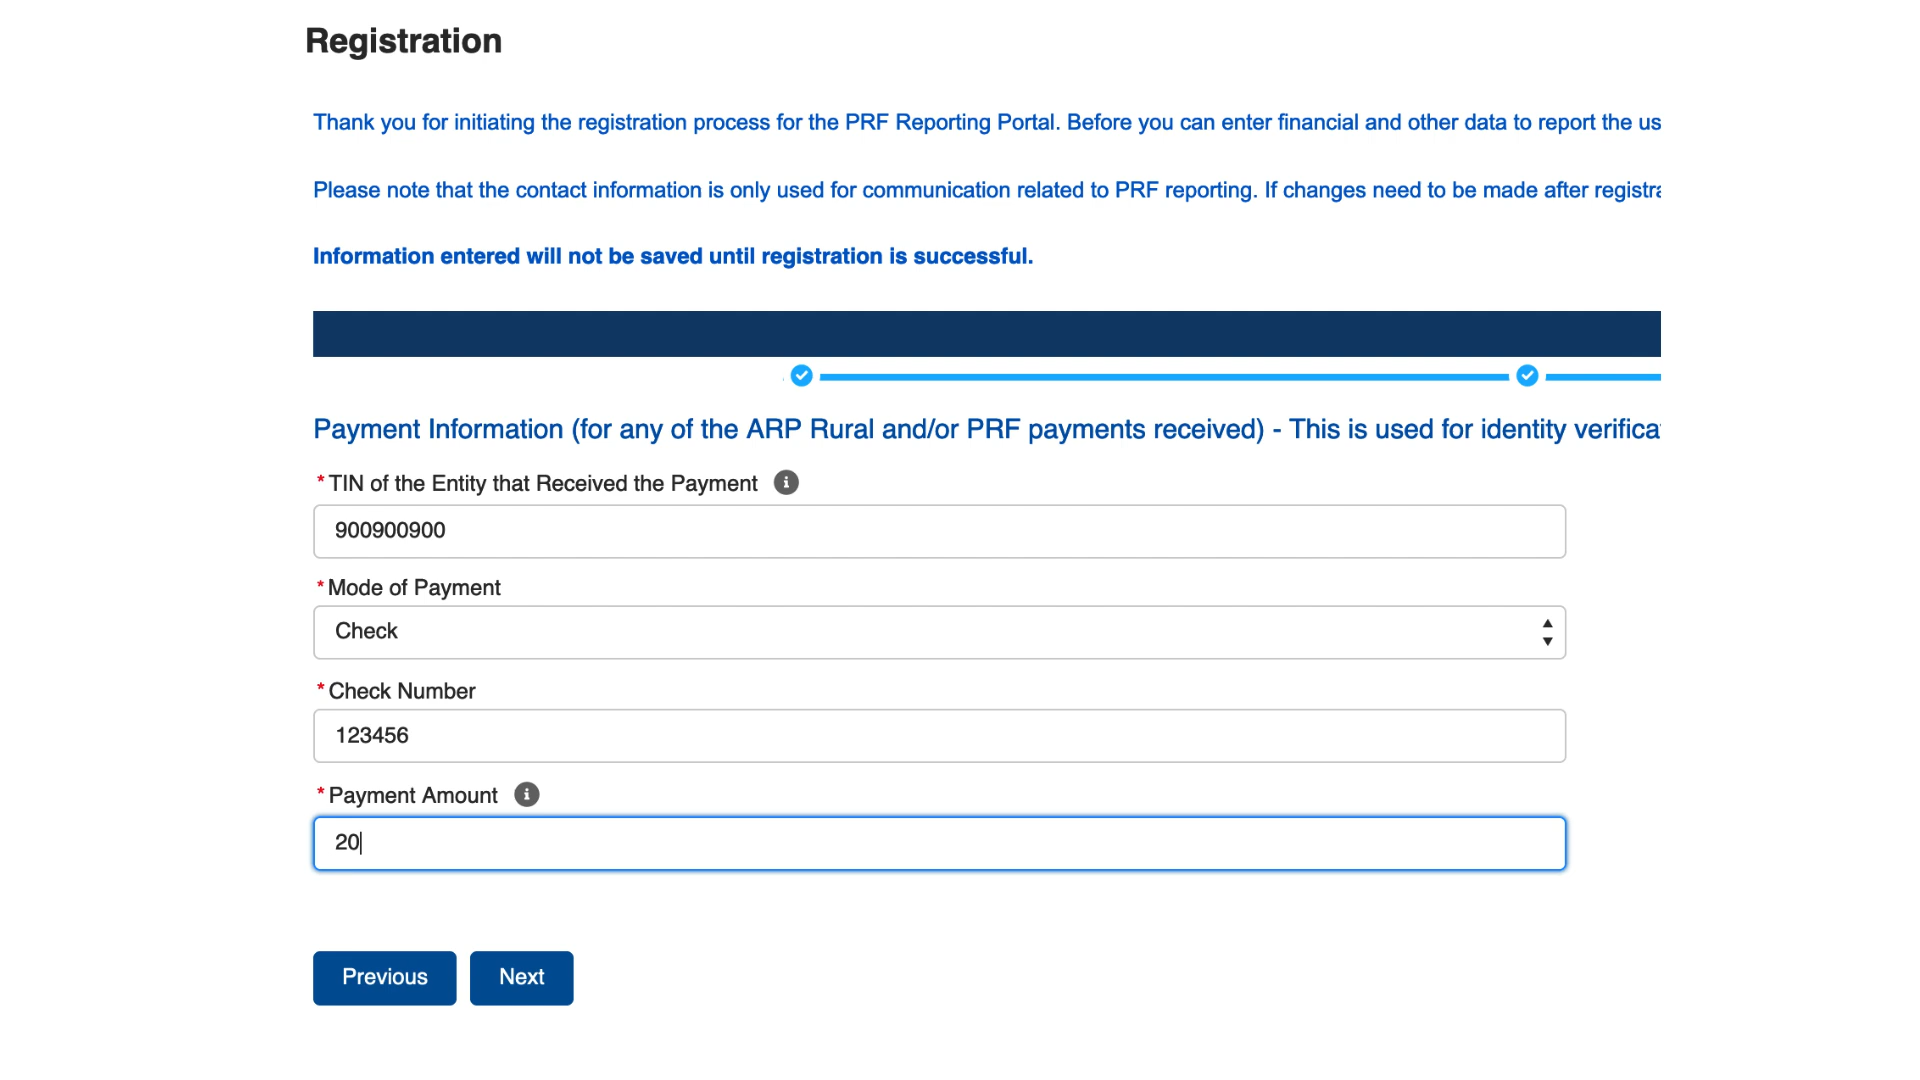 Registration
Thank you for initiating the registration process for the PRF Reporting Portal. Before you can enter financial and other data to report the us
Please note that the contact information is only used for communication related to PRF reporting. If changes need to be made after registra
Information entered will not be saved until registration is successful.
Payment Information (for any of the ARP Rural and/or PRF payments received) - This is used for identity verifica
*TIN of the Entity that Received the Payment
900900900
*Mode of Payment
Check
*Check Number
123456
*Payment Amount
20
Previous Next